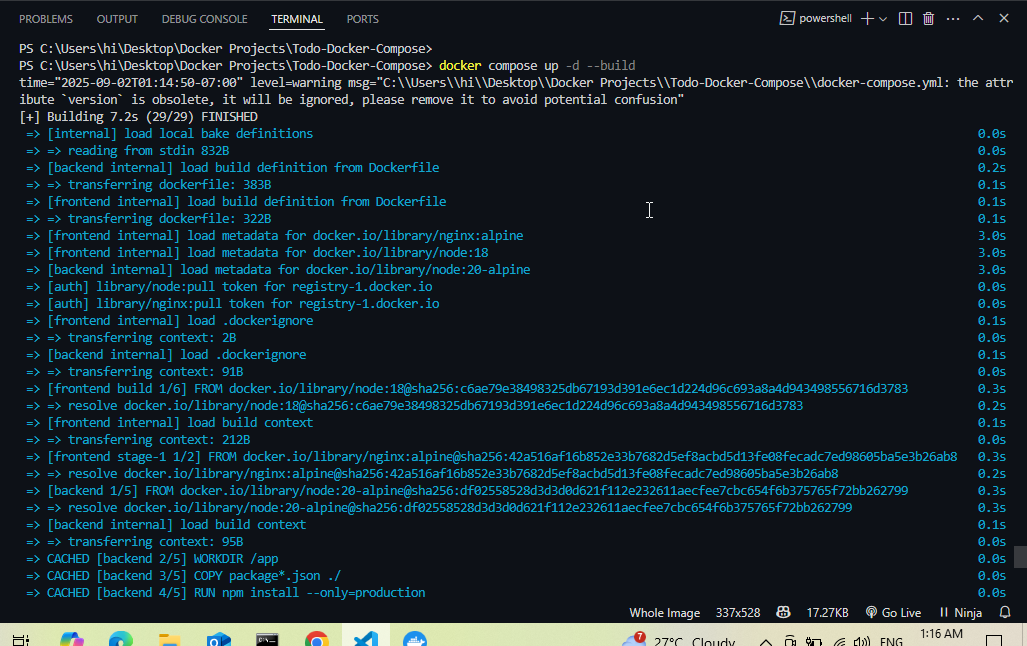 PROBLEMS OUTPUT DEBUG CONSOLE TERMINAL PORTS powershell
PS C:\Users\hi\Desktop\Docker Projects\Todo-Docker-Compose>
PS C:\Users\hi\Desktop\Docker Projects\Todo-Docker-Compose> docker compose up -d --build
time="2025-09-02T01:14:50-07:00" level=warning msg="C:\\Users\\hi\\Desktop\\Docker Projects\\Todo-Docker-Compose\\docker-compose.yml: the attr
ibute `version` is obsolete, it will be ignored, please remove it to avoid potential confusion"
[+] Building 7.2s (29/29) FINISHED
=> [internal] load local bake definitions 0.0s
=> => reading from stdin 832B 0.0s
=> [backend internal] load build definition from Dockerfile 0.2s
=> => transferring dockerfile: 383B 0.1s
=> [frontend internal] load build definition from Dockerfile 0.1s
=> => transferring dockerfile: 322B 0.1s
=> [frontend internal] load metadata for docker.io/library/nginx:alpine 3.0s
=> [frontend internal] load metadata for docker.io/library/node:18 3.0s
=> [backend internal] load metadata for docker.io/library/node:20-alpine 3.0s
=> [auth] library/node:pull token for registry-1.docker.io 0.0s
=> [auth] library/nginx:pull token for registry-1.docker.io 0.0s
=> [frontend internal] load .dockerignore 0.1s
=> => transferring context: 2B 0.0s
=> [backend internal] load .dockerignore 0.1s
=> => transferring context: 91B 0.0s
=> [frontend build 1/6] FROM docker.io/library/node:18@sha256:c6ae79e38498325db67193d391e6ec1d224d96c693a8a4d943498556716d3783 0.3s
=> => resolve docker.io/library/node:18@sha256:c6ae79e38498325db67193d391e6ec1d224d96c693a8a4d943498556716d3783 0.2s
=> [frontend internal] load build context 0.1s
=> => transferring context: 212B 0.0s
=> [frontend stage-1 1/2] FROM docker.io/library/nginx:alpine@sha256:42a516af16b852e33b7682d5ef8acbd5d13fe08fecadc7ed98605ba5e3b26ab8 0.3s
=> => resolve docker.io/library/nginx:alpine@sha256:42a516af16b852e33b7682d5ef8acbd5d13fe08fecadc7ed98605ba5e3b26ab8 0.2s
=> [backend 1/5] FROM docker.io/library/node:20-alpine@sha256:df02558528d3d3d0d621f112e232611aecfee7cbc654f6b375765f72bb262799 0.3s
=> => resolve docker.io/library/node:20-alpine@sha256:df02558528d3d3d0d621f112e232611aecfee7cbc654f6b375765f72bb262799 0.3s
=> [backend internal] load build context 0.1s
=> => transferring context: 95B 0.0s
=> CACHED [backend 2/5] WORKDIR /app 0.0s
=> CACHED [backend 3/5] COPY package*.json ./ 0.0s
=> CACHED [backend 4/5] RUN npm install --only=production 0.0s
Whole Image 337x528 17.27KB Go Live Ninja
7 27°C Cloudy ENG 1:16 AM